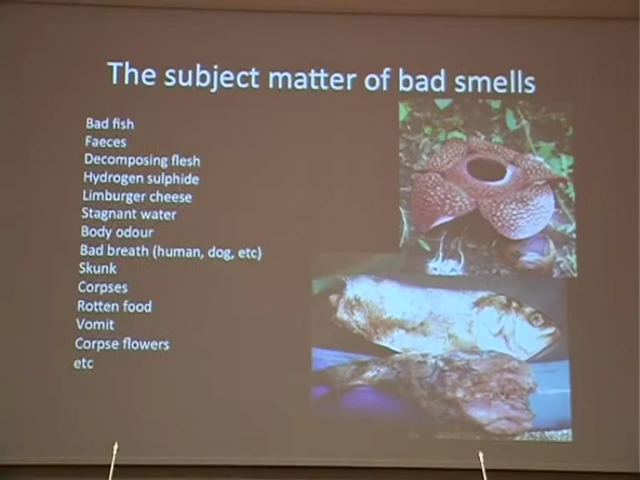 The subject matter of bad smells
Bad fish
Faeces
Decomposing flesh
Hydrogen sulphide
Limburger cheese
Stagnant water
Body odour
Bad breath (human, dog, etc)
Skunk
Corpses
Rotten food
Vomit
Corpse flowers
etc